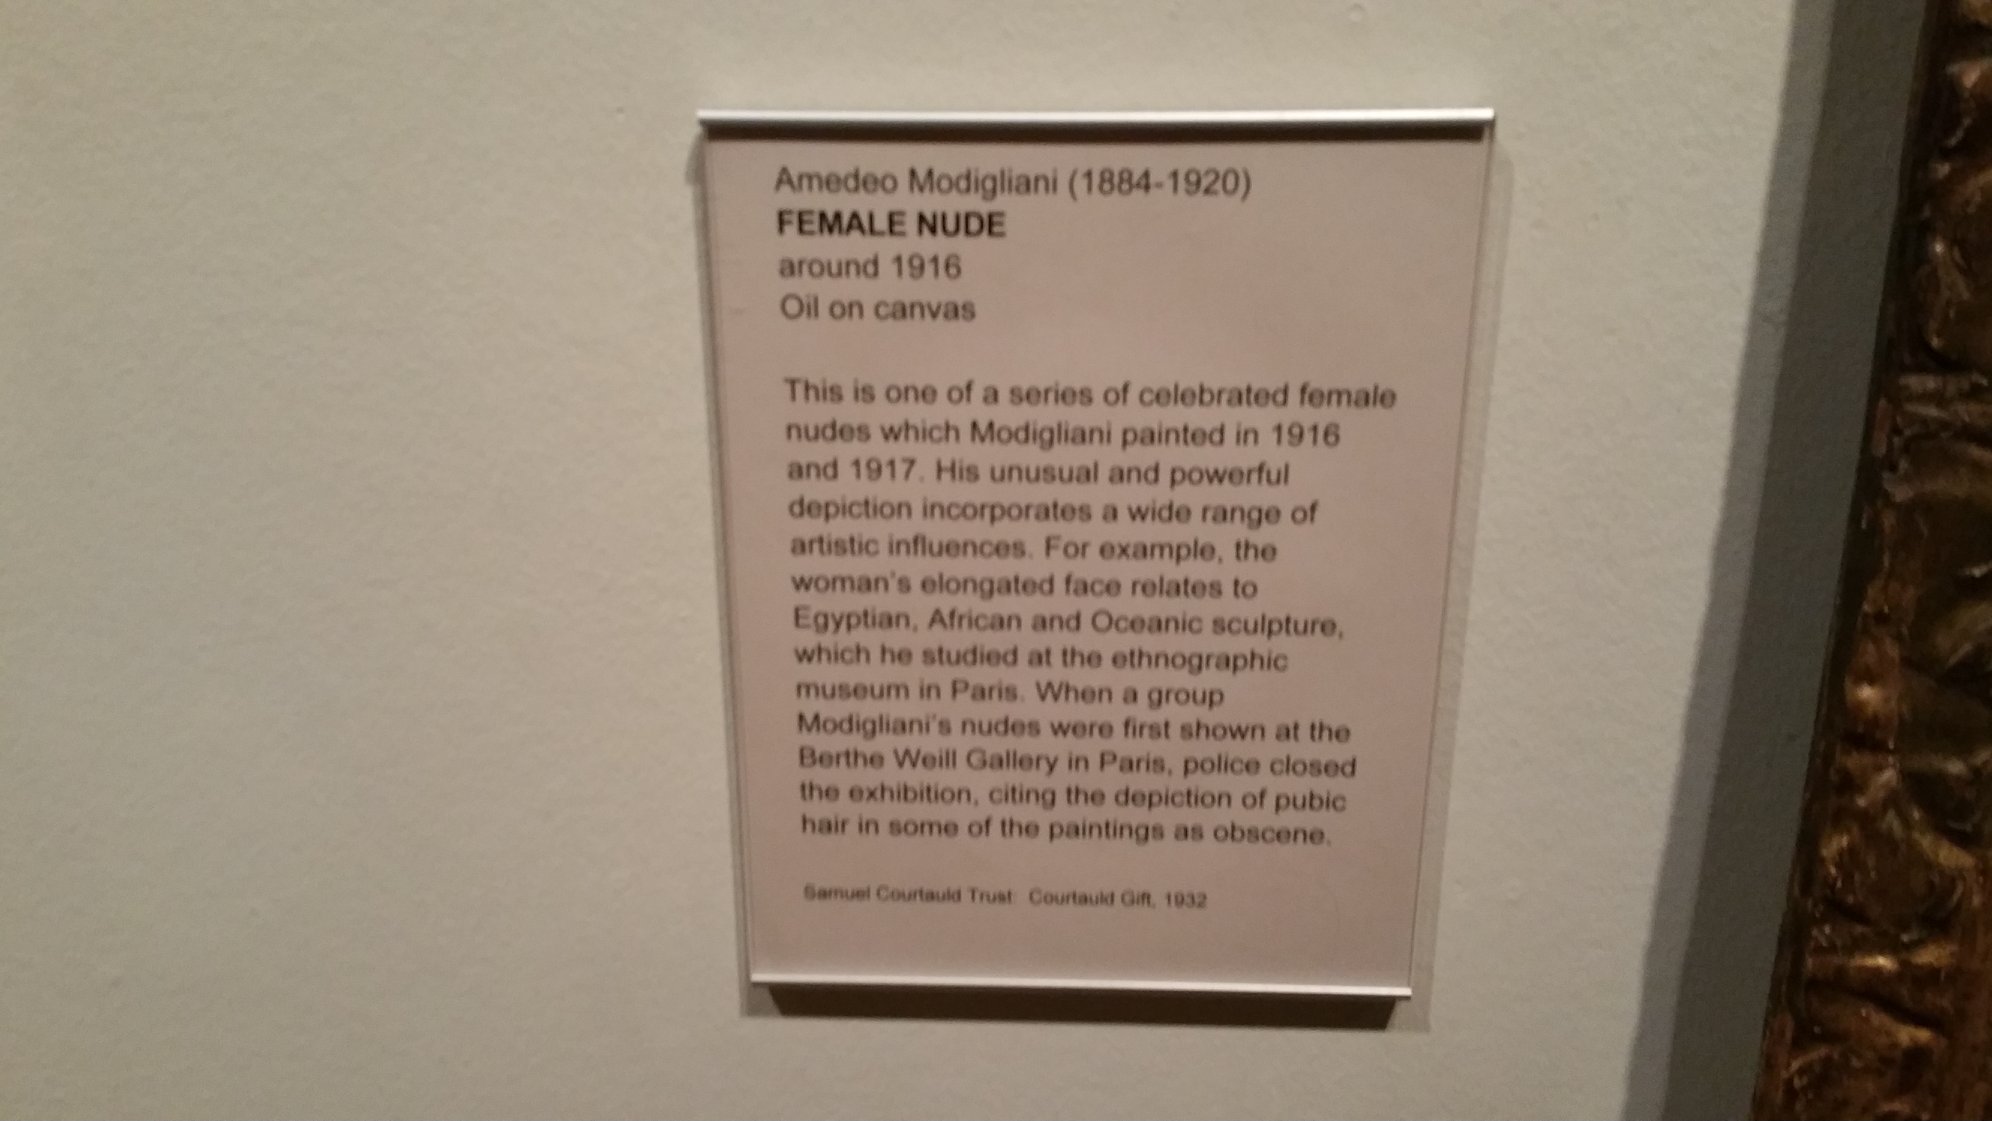 Amedeo Modigliani (1884-1920)
FEMALE NUDE
around 1916
Oil on canvas
This is one of a series of celebrated female
nudes which Modigliani painted in 1916
and 1917. His unusual and powerful
depiction incorporates a wide range of
artistic influences. For example, the
woman's elongated face relates to
Egyptian, African and Oceanic sculpture,
which he studied at the ethnographic
museum in Paris. When a group
Modigliani's nudes were first shown at the
Berthe Weill Gallery in Paris, police closed
the exhibition, citing the depiction of pubic
hair in some of the paintings as obscene.
Samuel Courtauld Trust: Courtauld Gift, 1932